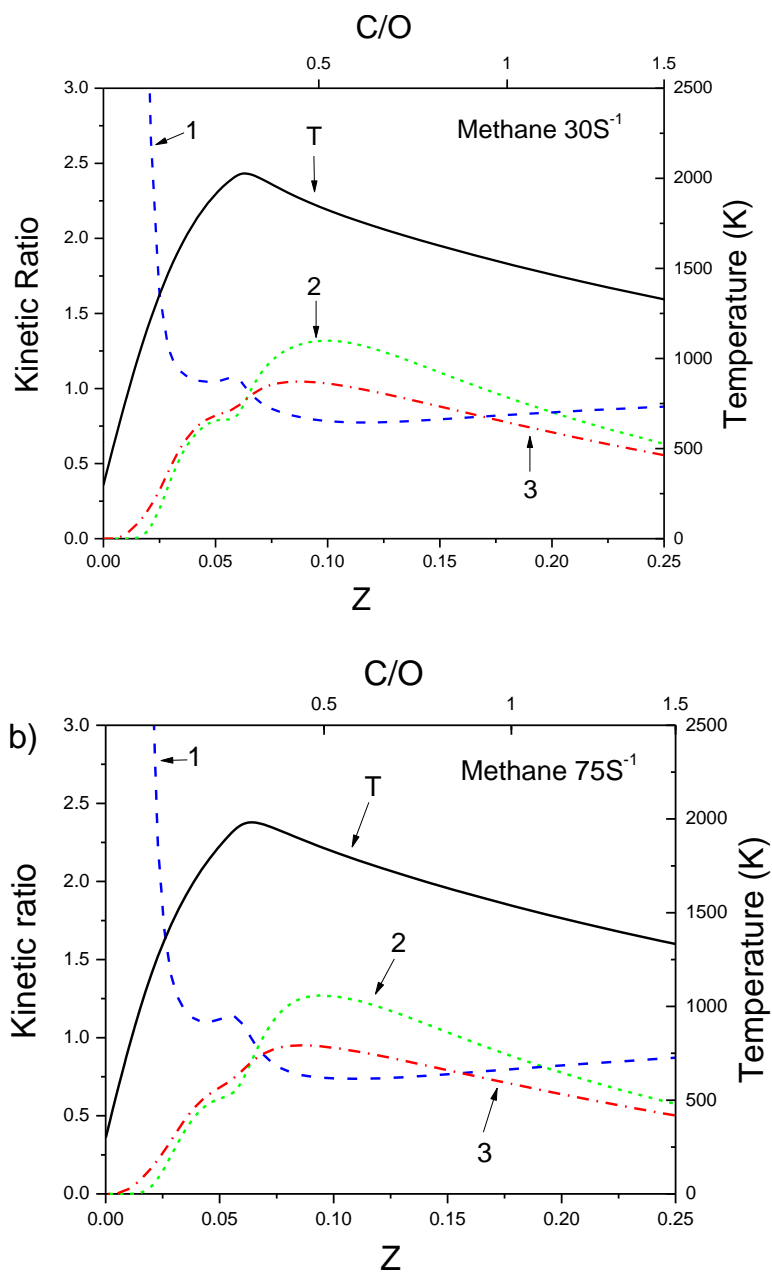 C/O
0.5 1 1.5
3.0 2500
1 Methane 30S⁻¹
T
2.5 2000
2.0
1500
2
1.5
1000
1.0
500
0.5
3
0.0 0
0.00 0.05 0.10 0.15 0.20 0.25
Z
Kinetic Ratio
Temperature (K)
b)
C/O
0.5 1 1.5
3.0 2500
1 Methane 75S⁻¹
T
2.5 2000
2.0
1500
2
1.5
1000
1.0
500
0.5
3
0.0 0
0.00 0.05 0.10 0.15 0.20 0.25
Z
Kinetic ratio
Temperature (K)